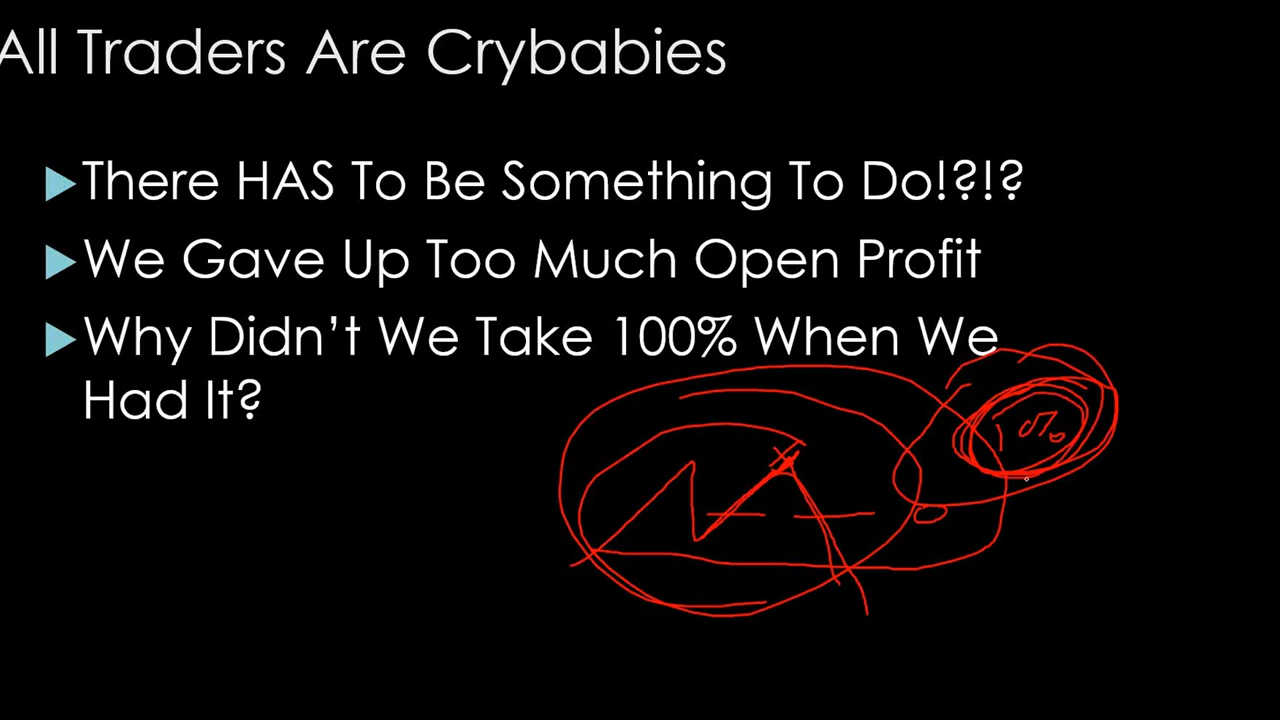 All Traders Are Crybabies
There HAS To Be Something To Do!?!?
We Gave Up Too Much Open Profit
Why Didn't We Take 100% When We
Had It?
10%